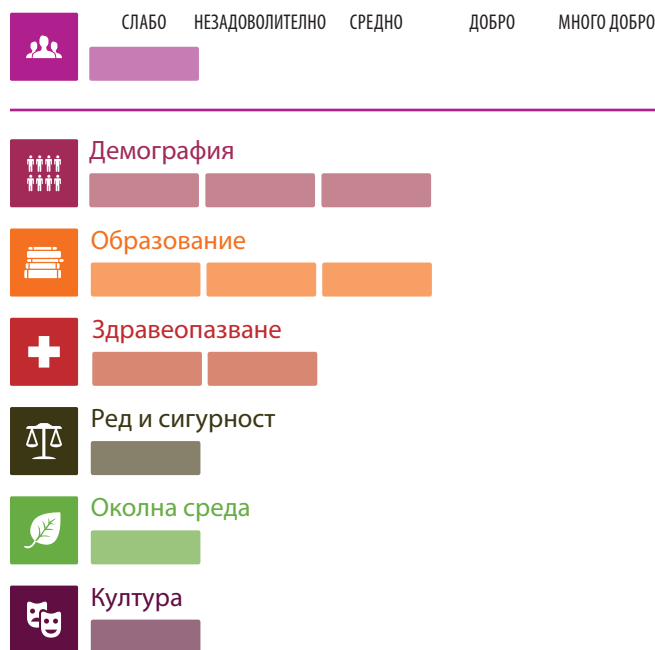 СЛАБО НЕЗАДОВОЛИТЕЛНО СРЕДНО ДОБРО МНОГО ДОБРО
Демография
Образование
Здравеопазване
Ред и сигурност
Околна среда
Култура